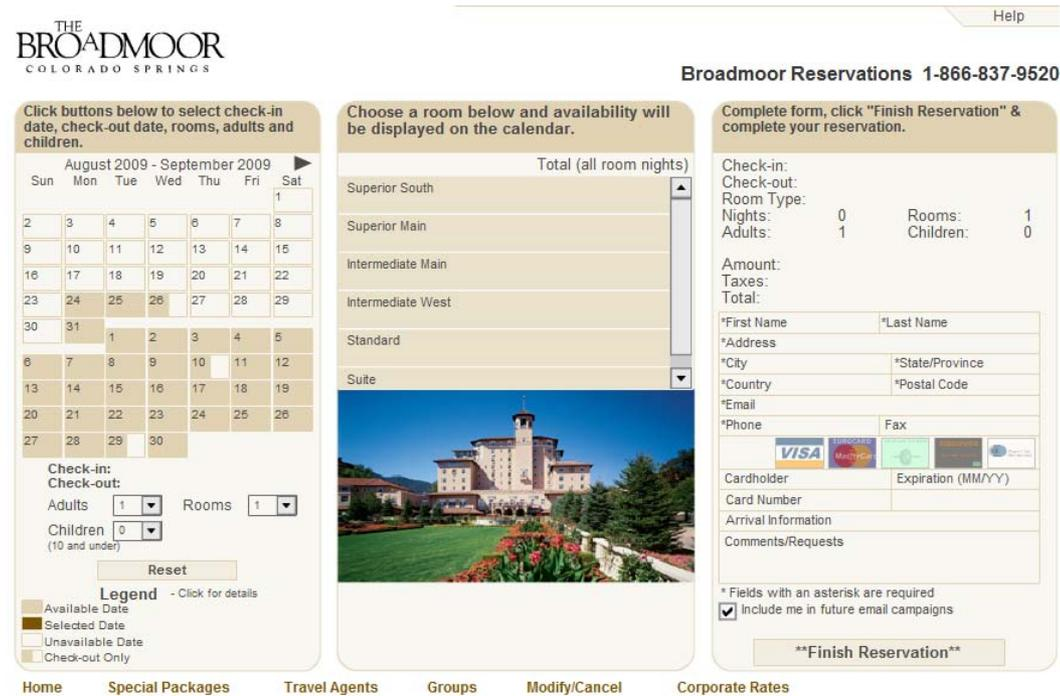 Help
THE
BROADMOOR
COLORADO SPRINGS
Broadmoor Reservations 1-866-837-9520
Click buttons below to select check-in
date, check-out date, rooms, adults and
children.
August 2009 - September 2009
Sun Mon Tue Wed Thu Fri Sat
1
2 3 4 5 6 7 8
9 10 11 12 13 14 15
16 17 18 19 20 21 22
23 24 25 26 27 28 29
30 31
1 2 3 4 5
6 7 8 9 10 11 12
13 14 15 16 17 18 19
20 21 22 23 24 25 26
27 28 29 30
Check-in:
Check-out:
Adults 1 Rooms 1
Children 0
(10 and under)
Reset
Legend - Click for details
Available Date
Selected Date
Unavailable Date
Check-out Only
Choose a room below and availability will
be displayed on the calendar.
Total (all room nights)
Superior South
Superior Main
Intermediate Main
Intermediate West
Standard
Suite
Complete form, click "Finish Reservation" &
complete your reservation.
Check-in:
Check-out:
Room Type:
Nights: 0 Rooms: 1
Adults: 1 Children: 0
Amount:
Taxes:
Total:
*First Name *Last Name
*Address
*City *State/Province
*Country *Postal Code
*Email
*Phone Fax
VISA EUROCARD MasterCard
Cardholder Expiration (MM/YY)
Card Number
Arrival Information
Comments/Requests
* Fields with an asterisk are required
Include me in future email campaigns
**Finish Reservation**
Home Special Packages Travel Agents Groups Modify/Cancel Corporate Rates